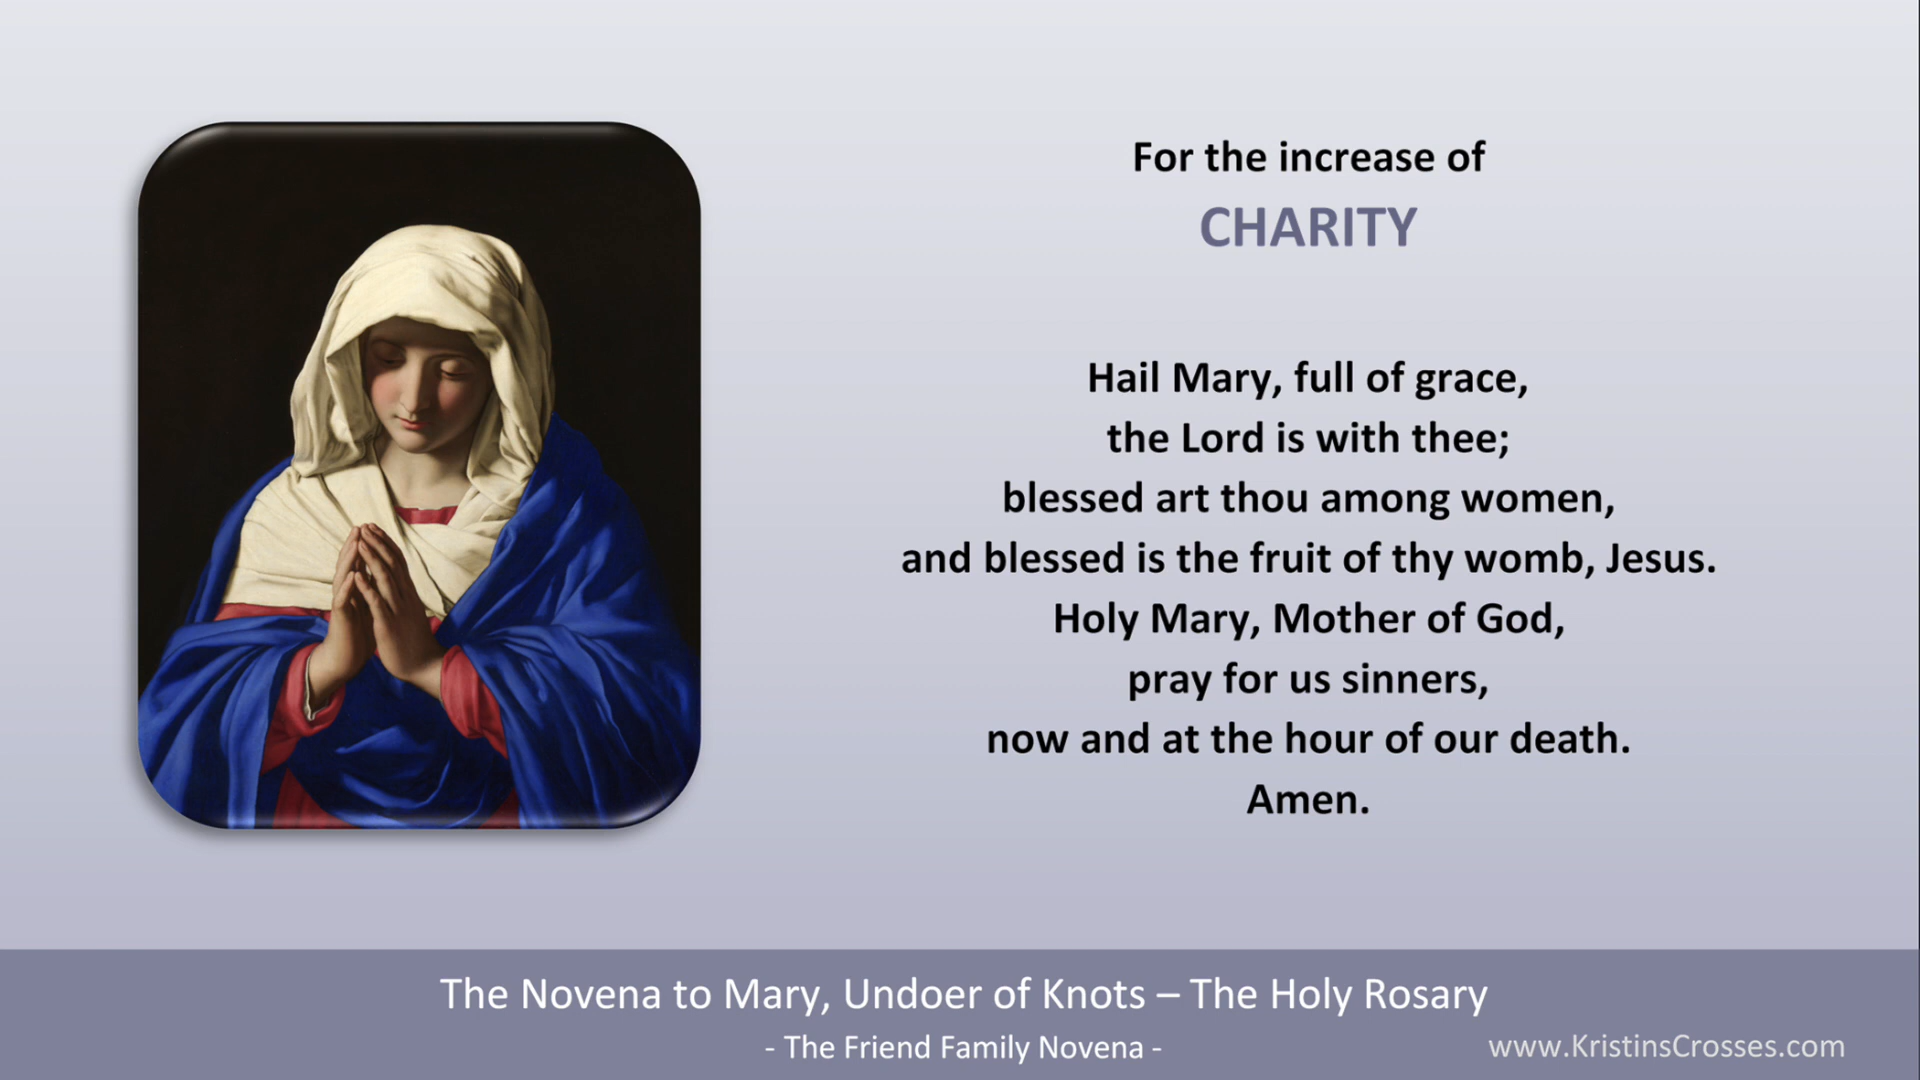 For the increase of
CHARITY
Hail Mary, full of grace,
the Lord is with thee;
blessed art thou among women,
and blessed is the fruit of thy womb, Jesus.
Holy Mary, Mother of God,
pray for us sinners,
now and at the hour of our death.
Amen.
The Novena to Mary, Undoer of Knots – The Holy Rosary
- The Friend Family Novena -
www.KristinsCrosses.com